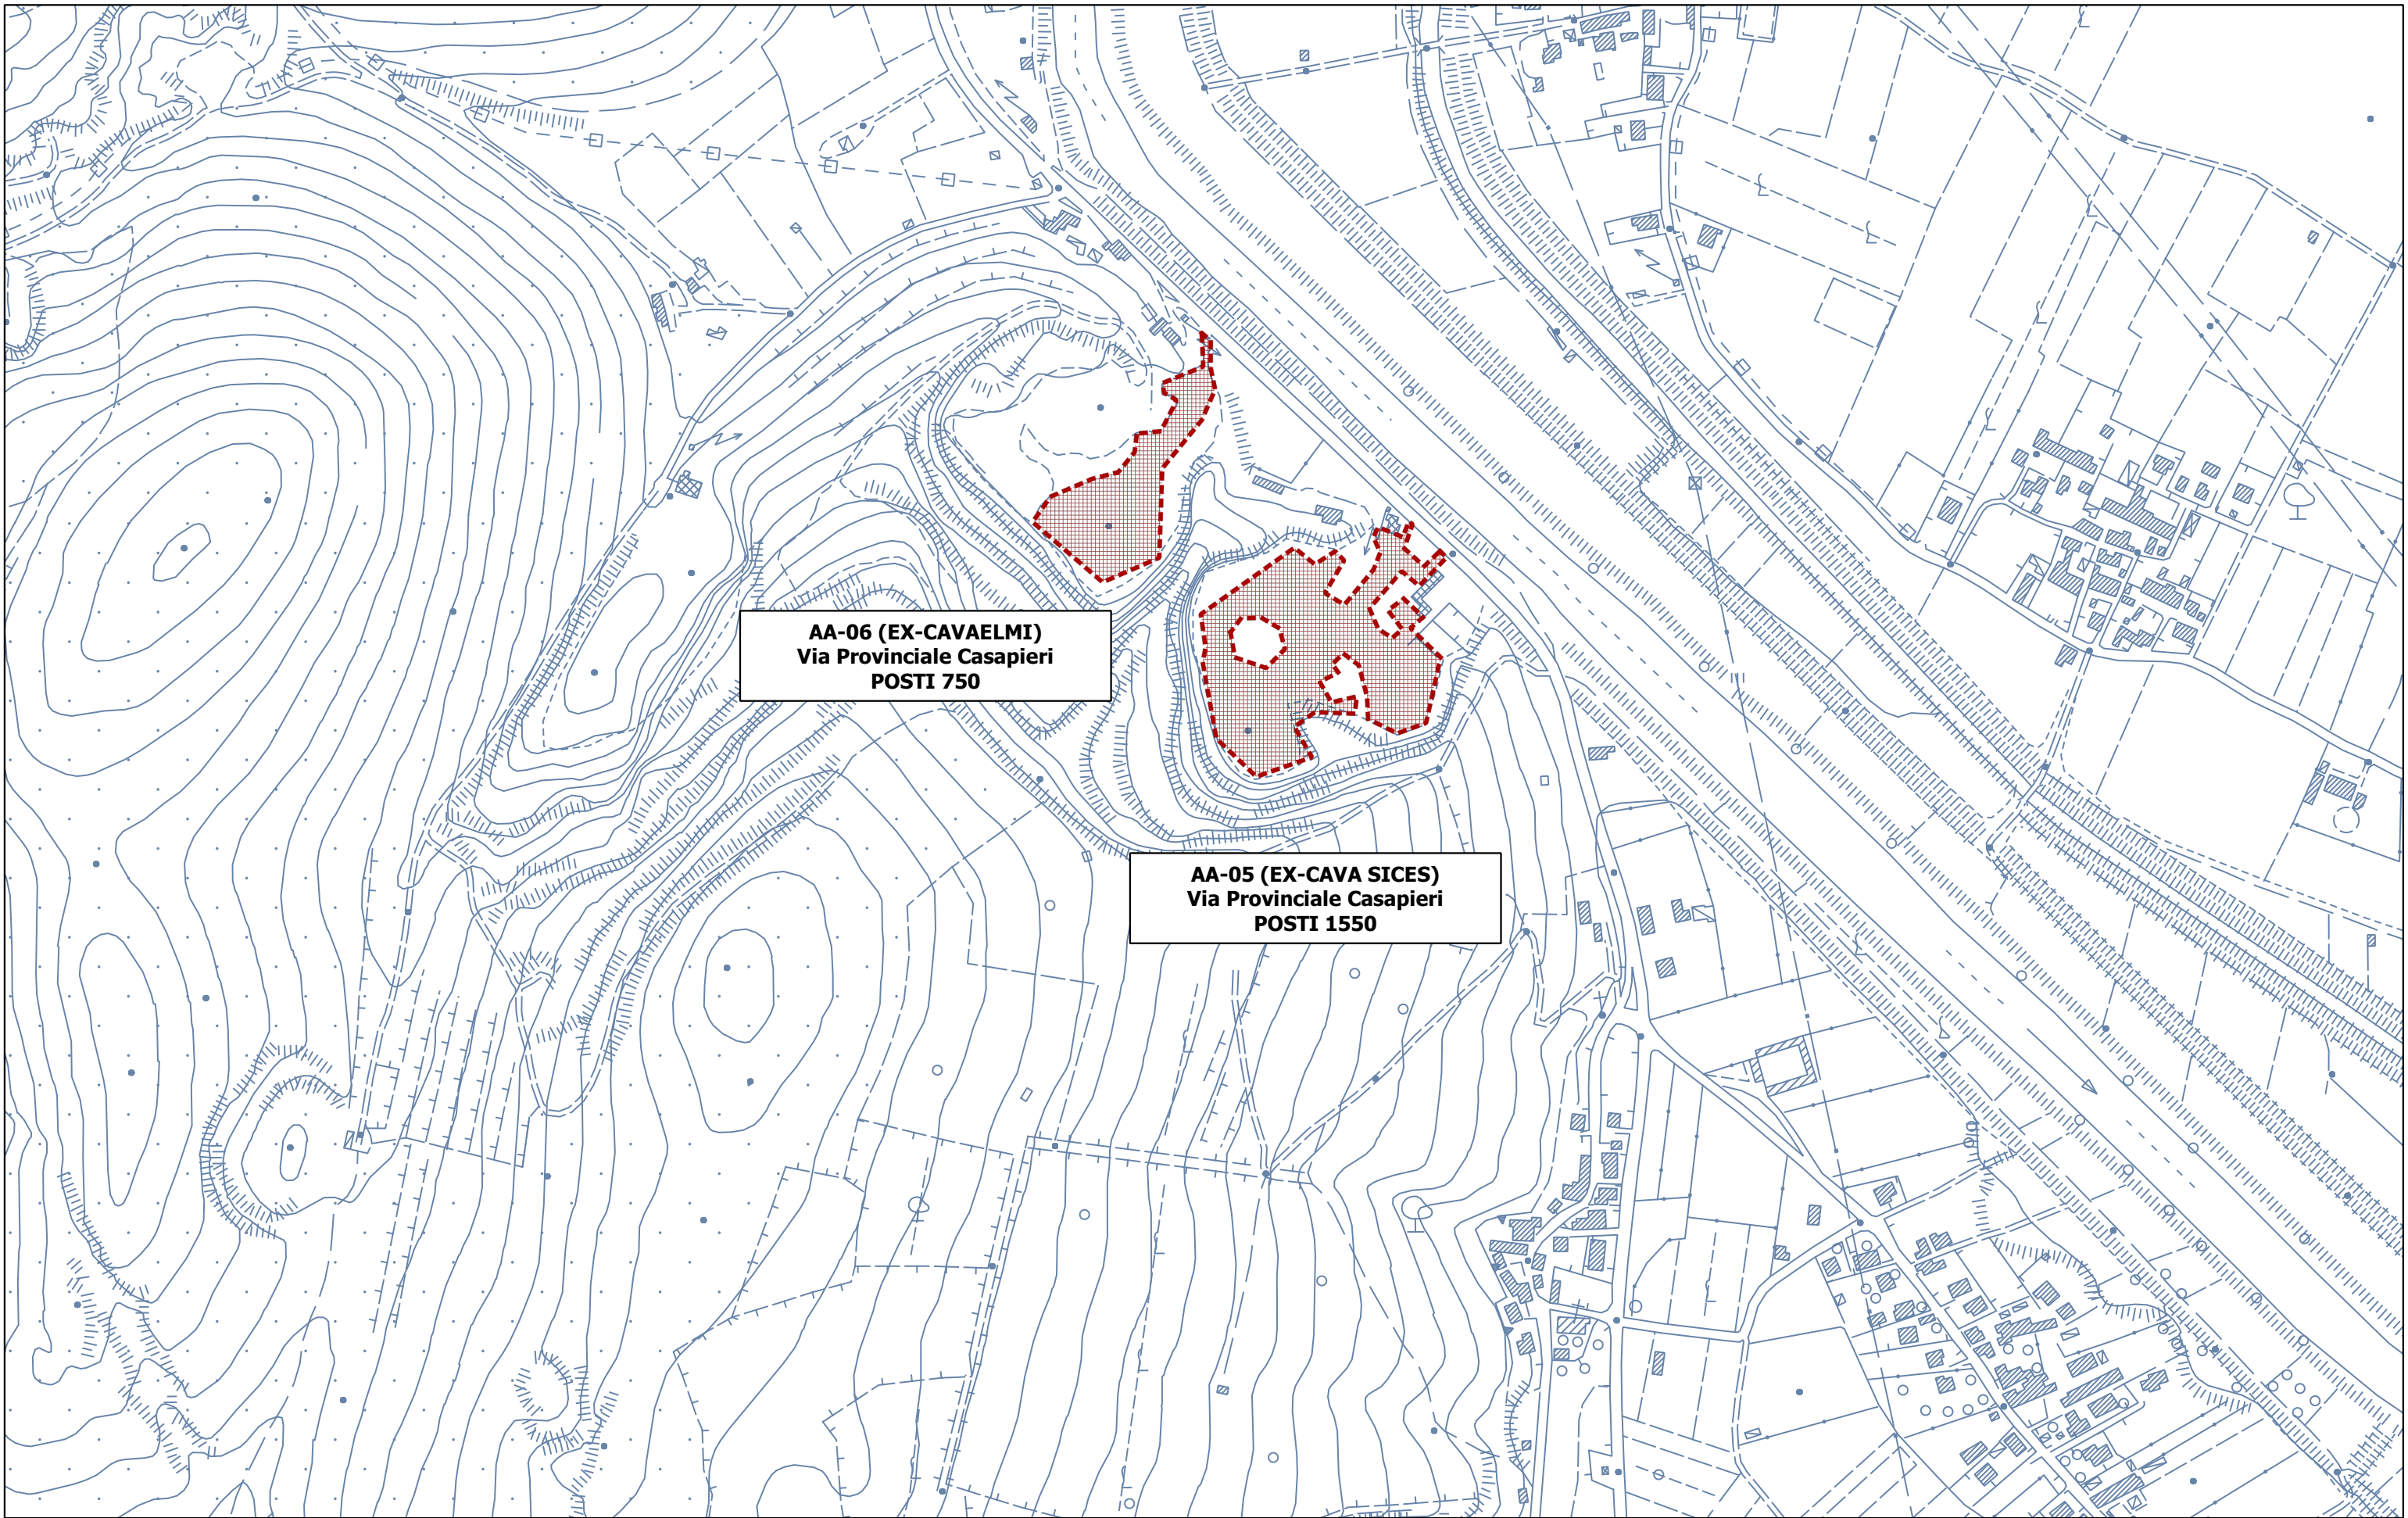 AA-06 (EX-CAVAELMI)
Via Provinciale Casapieri
POSTI 750
AA-05 (EX-CAVA SICES)
Via Provinciale Casapieri
POSTI 1550